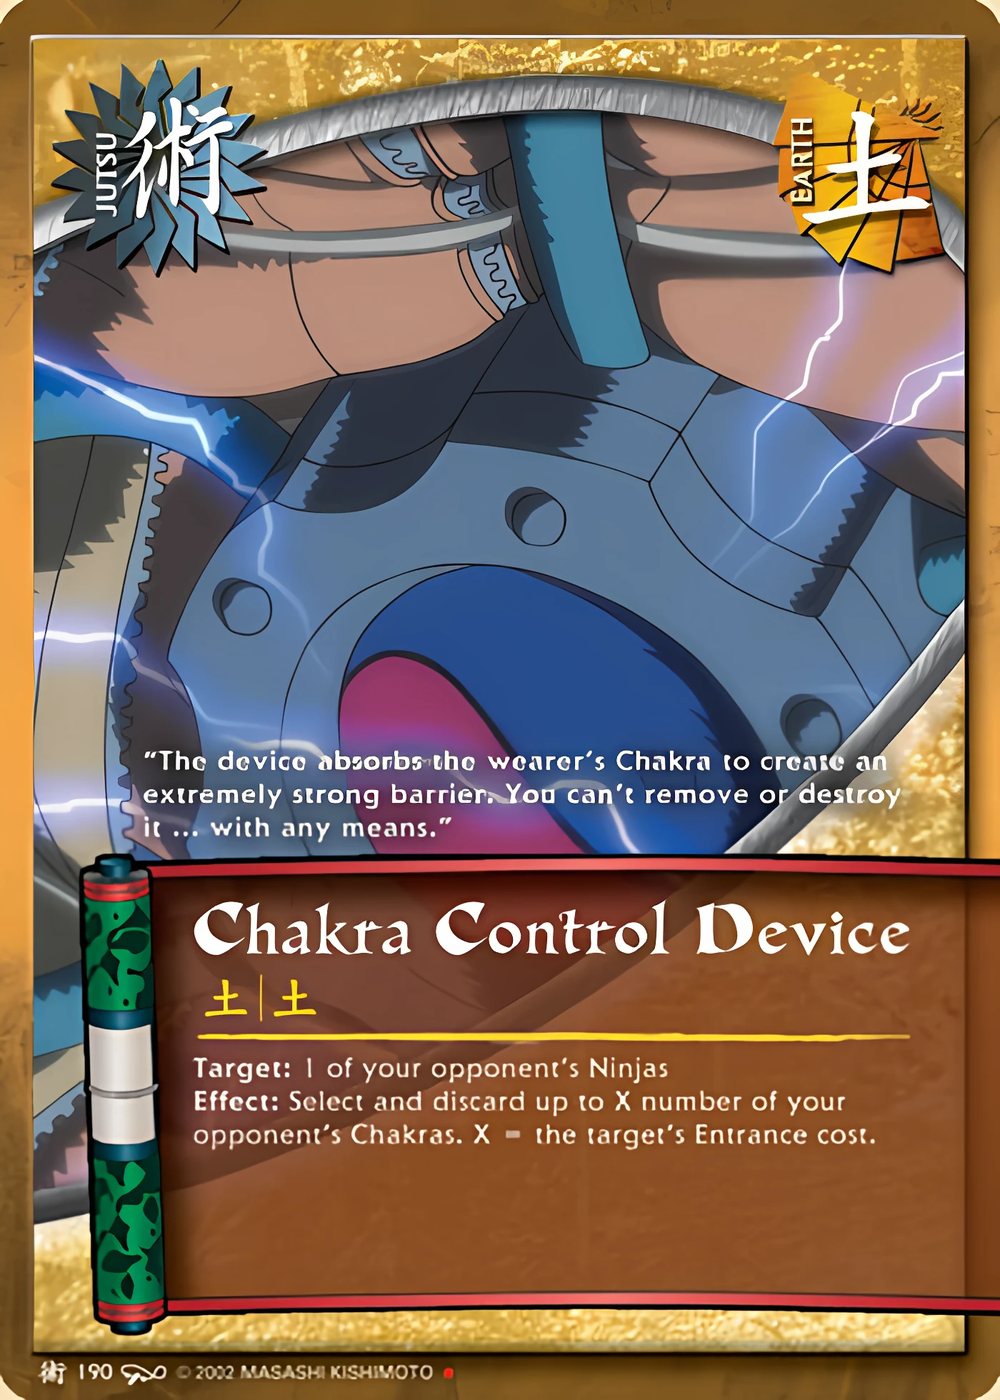 JUTSU
術
EARTH
土
“The device absorbs the wearer’s Chakra to create an
extremely strong barrier. You can’t remove or destroy
it ... with any means.”
Chakra Control Device
土|土
Target: 1 of your opponent’s Ninjas
Effect: Select and discard up to X number of your
opponent’s Chakras. X = the target’s Entrance cost.
術 190 © 2002 MASASHI KISHIMOTO